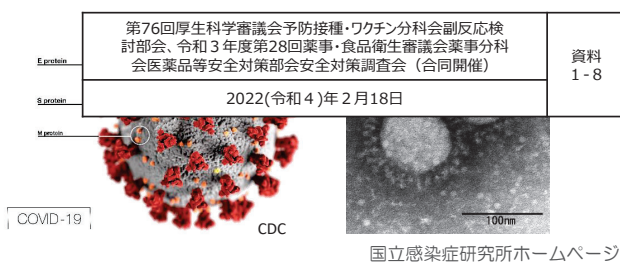 第76回厚生科学審議会予防接種・ワクチン分科会副反応検
討部会、令和3年度第28回薬事・食品衛生審議会薬事分科
会医薬品等安全対策部会安全対策調査会（合同開催）
資料
1-8
2022(令和4)年2月18日
E protein
S protein
M protein
COVID-19
CDC
100nm
国立感染症研究所ホームページ